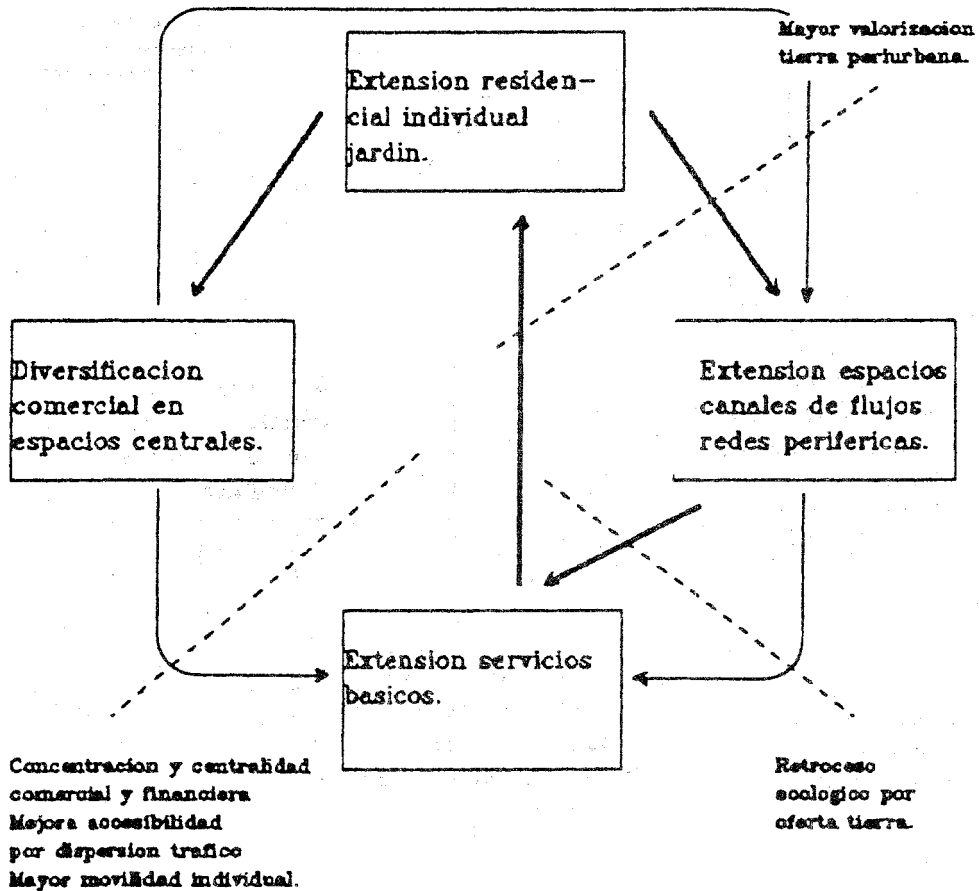 Mayor valorizacion
tierra periurbana.
Extension residen-
cial individual
jardin.
Diversificacion
comercial en
espacios centrales.
Extension espacios
canales de flujos
redes perifericas.
Extension servicios
basicos.
Concentracion y centralidad
comercial y financiera
Mejora accesibilidad
por dispersion trafico
Mayor movilidad individual.
Retroceso
ecologico por
oferta tierra.